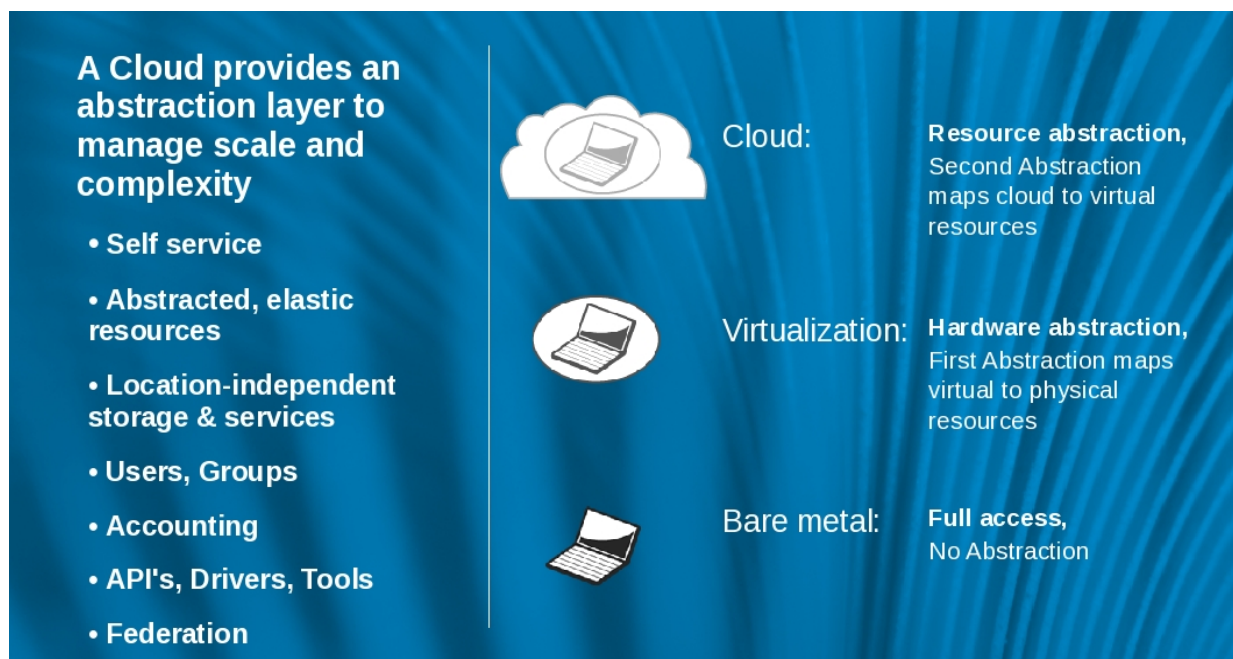 A Cloud provides an
abstraction layer to
manage scale and
complexity
• Self service
• Abstracted, elastic
resources
• Location-independent
storage & services
• Users, Groups
• Accounting
• API's, Drivers, Tools
• Federation
Cloud:
Resource abstraction,
Second Abstraction
maps cloud to virtual
resources
Virtualization:
Hardware abstraction,
First Abstraction maps
virtual to physical
resources
Bare metal:
Full access,
No Abstraction